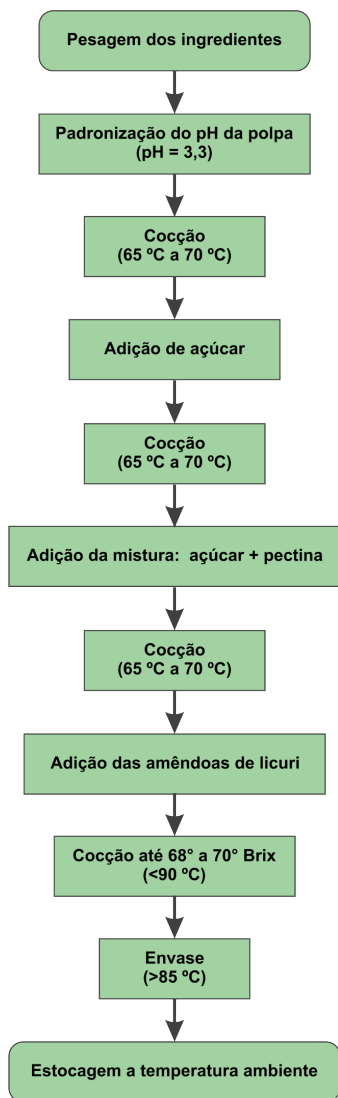 Pesagem dos ingredientes
Padronização do pH da polpa
(pH = 3,3)
Cocção
(65 ºC a 70 ºC)
Adição de açúcar
Cocção
(65 ºC a 70 ºC)
Adição da mistura:  açúcar + pectina
Cocção
(65 ºC a 70 ºC)
Adição das amêndoas de licuri
Cocção até 68° a 70° Brix
(<90 ºC)
Envase
(>85 ºC)
Estocagem a temperatura ambiente